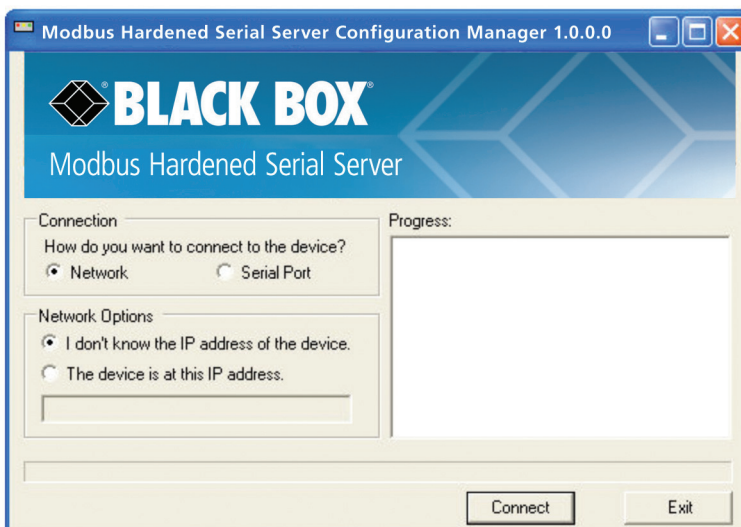 Modbus Hardened Serial Server Configuration Manager 1.0.0.0
® BLACK BOX®
Modbus Hardened Serial Server
Connection
How do you want to connect to the device?
Network Serial Port
Network Options
I don't know the IP address of the device.
The device is at this IP address.
Progress:
Connect Exit